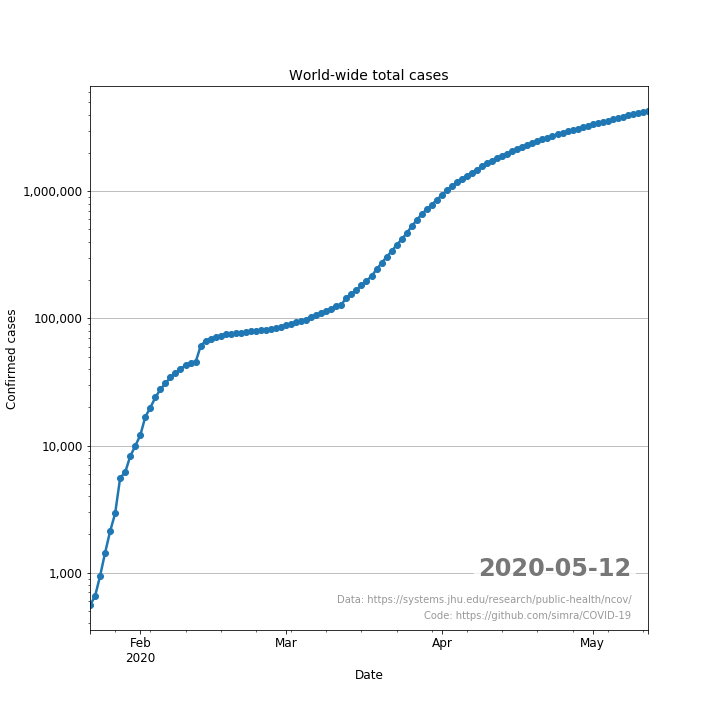 World-wide total cases
Confirmed cases
1,000,000
100,000
10,000
1,000
2020-05-12
Data: https://systems.jhu.edu/research/public-health/ncov/
Code: https://github.com/simra/COVID-19
Feb Mar Apr May
2020
Date